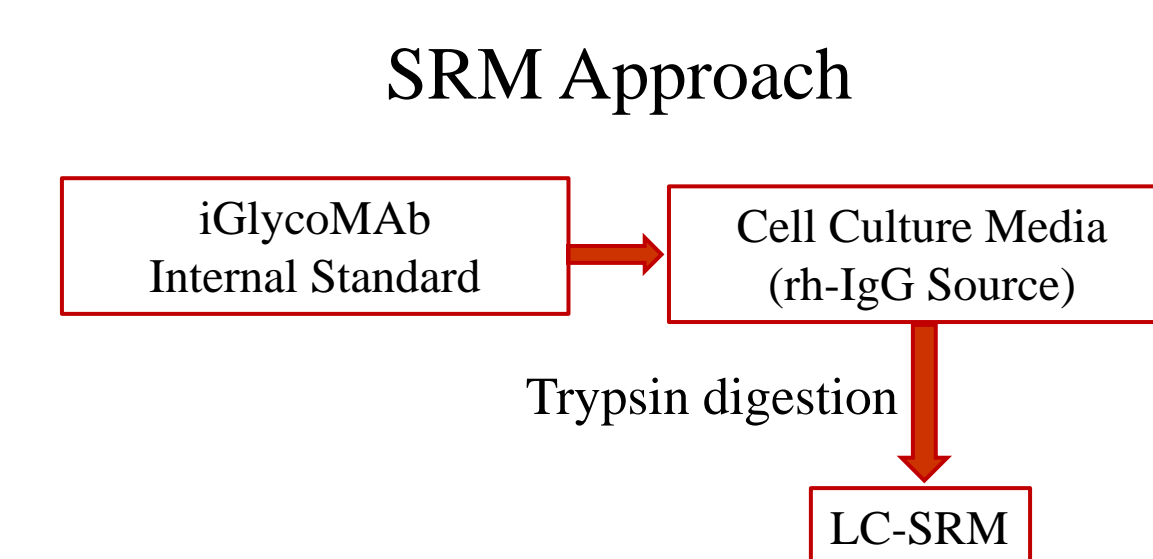 SRM Approach
iGlycoMAb
Internal Standard
Cell Culture Media
(rh-IgG Source)
Trypsin digestion
LC-SRM